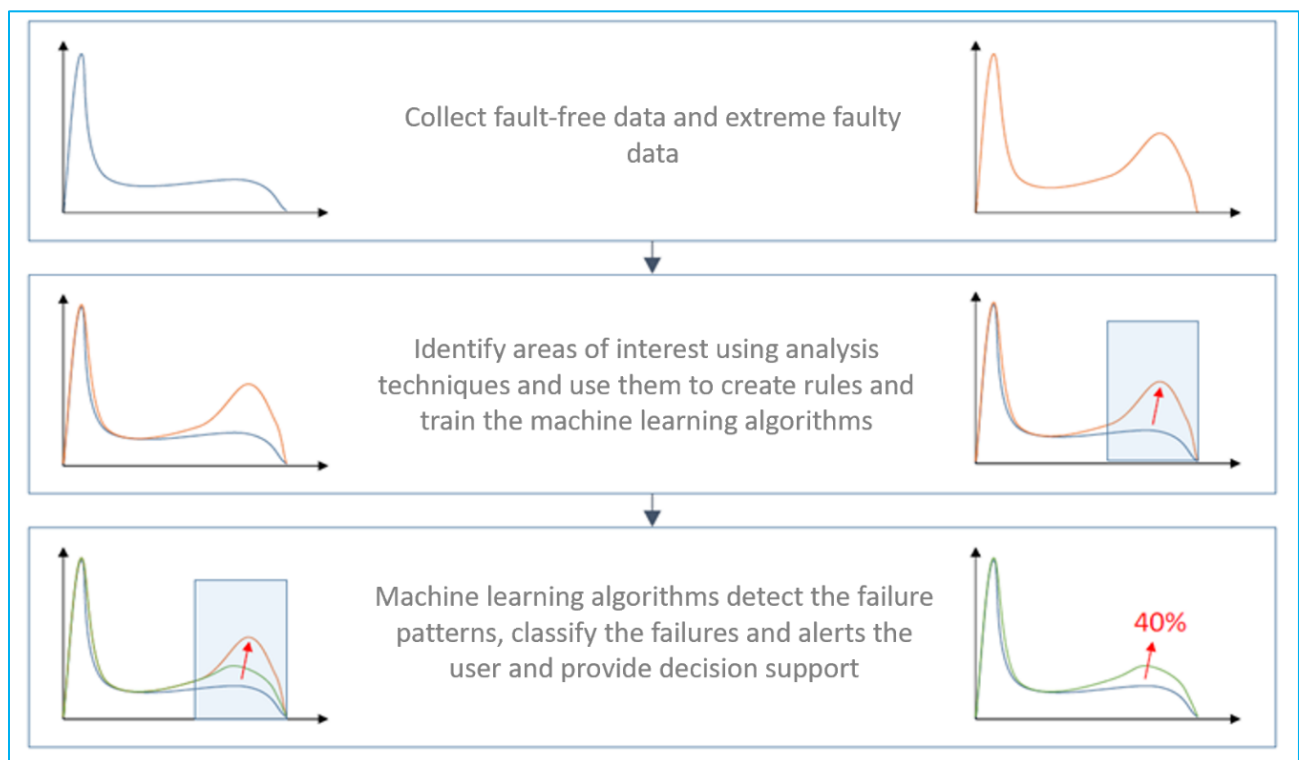 Collect fault-free data and extreme faulty
data
Identify areas of interest using analysis
techniques and use them to create rules and
train the machine learning algorithms
Machine learning algorithms detect the failure
patterns, classify the failures and alerts the
user and provide decision support
40%